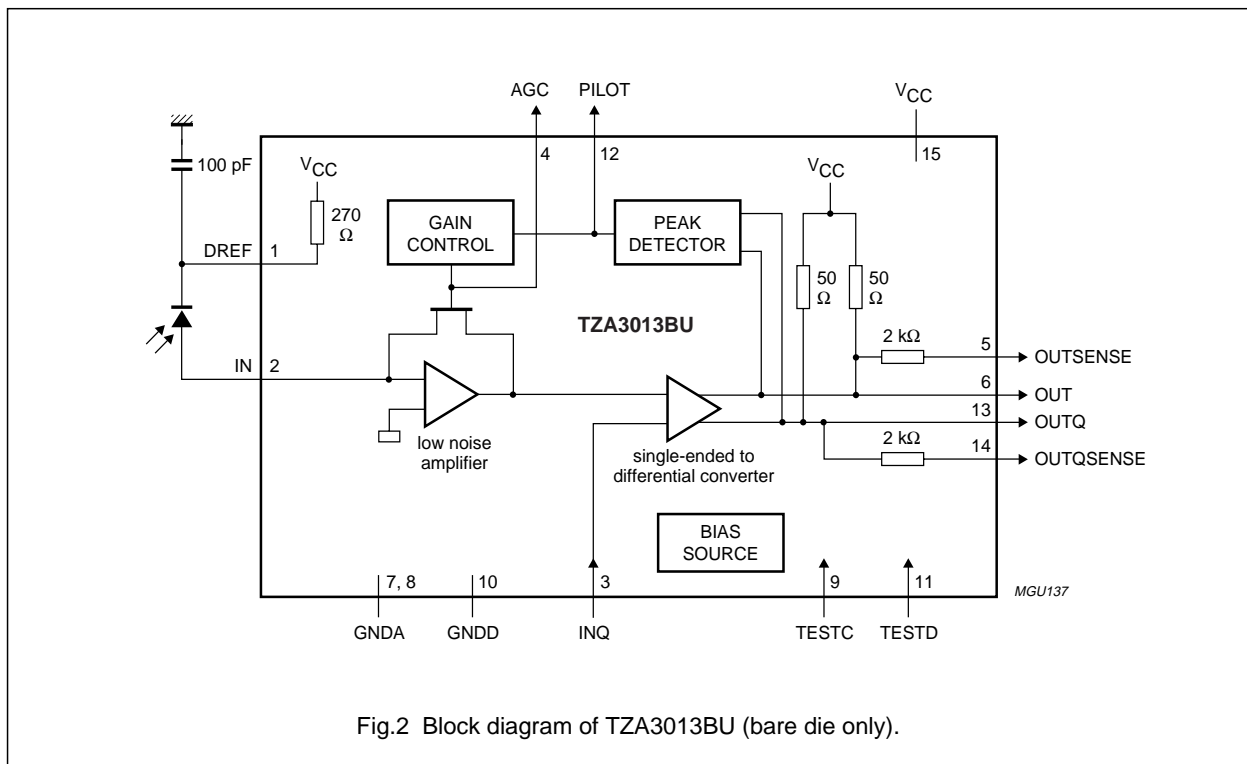 AGC
PILOT
VCC
4
12
15
100 pF
VCC
270
Ω
DREF
1
GAIN
CONTROL
PEAK
DETECTOR
VCC
50
Ω
50
Ω
TZA3013BU
2 kΩ
5
OUTSENSE
IN
2
6
OUT
13
OUTQ
2 kΩ
14
OUTQSENSE
low noise
amplifier
single-ended to
differential converter
BIAS
SOURCE
7, 8
10
3
9
11
MGU137
GNDA
GNDD
INQ
TESTC
TESTD
Fig.2 Block diagram of TZA3013BU (bare die only).